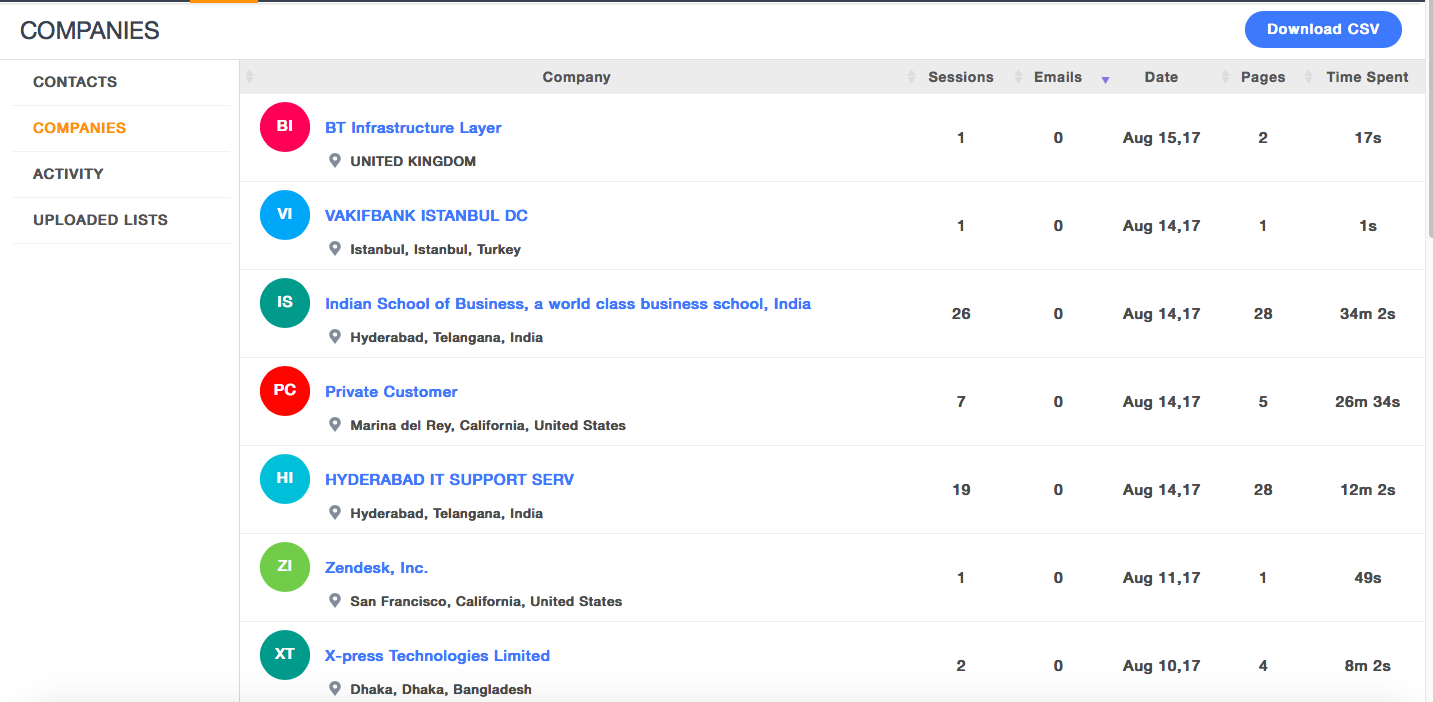 COMPANIES
Download CSV
CONTACTS
COMPANIES
ACTIVITY
UPLOADED LISTS
Company Sessions Emails Date Pages Time Spent
BI BT Infrastructure Layer
UNITED KINGDOM
1 0 Aug 15,17 2 17s
VI VAKIFBANK ISTANBUL DC
Istanbul, Istanbul, Turkey
1 0 Aug 14,17 1 1s
IS Indian School of Business, a world class business school, India
Hyderabad, Telangana, India
26 0 Aug 14,17 28 34m 2s
PC Private Customer
Marina del Rey, California, United States
7 0 Aug 14,17 5 26m 34s
HI HYDERABAD IT SUPPORT SERV
Hyderabad, Telangana, India
19 0 Aug 14,17 28 12m 2s
ZI Zendesk, Inc.
San Francisco, California, United States
1 0 Aug 11,17 1 49s
XT X-press Technologies Limited
Dhaka, Dhaka, Bangladesh
2 0 Aug 10,17 4 8m 2s